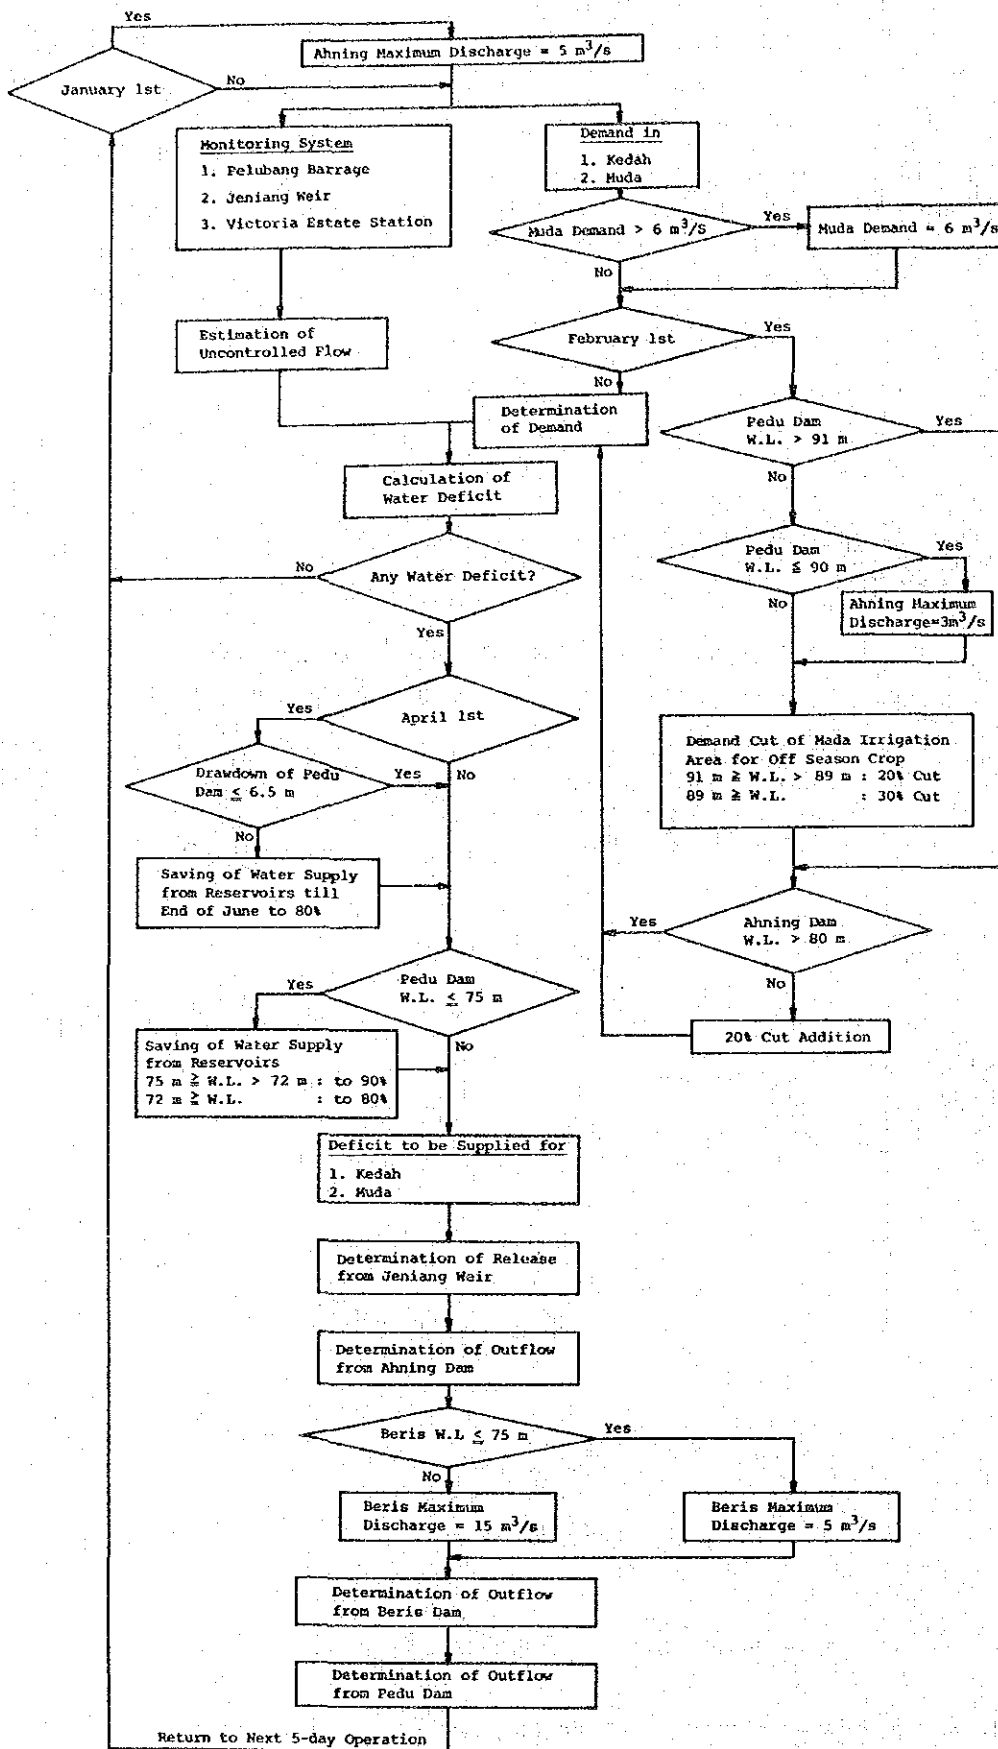 Yes
Ahning Maximum Discharge = 5 m³/s
January 1st
No
Monitoring System
1. Pelubang Barrage
2. Jeniang Weir
3. Victoria Estate Station
Demand in
1. Kedah
2. Muda
Muda Demand > 6 m³/S
Yes
Muda Demand = 6 m³/s
No
Estimation of
Uncontrolled Flow
February 1st
Yes
No
Determination
of Demand
Pedu Dam
W.L. > 91 m
Yes
No
Calculation of
Water Deficit
Any Water Deficit?
No
Yes
Pedu Dam
W.L. ≦ 90 m
Yes
No
Ahning Maximum
Discharge=3m³/s
April 1st
Yes
No
Drawdown of Pedu
Dam ≤ 6.5 m
Yes
No
Demand Cut of Mada Irrigation
Area for Off Season Crop
91 m ≧ W.L. > 89 m : 20% Cut
89 m ≧ W.L. : 30% Cut
Saving of Water Supply
from Reservoirs till
End of June to 80%
Ahning Dam
W.L. > 80 m
Yes
No
20% Cut Addition
Pedu Dam
W.L. ≤ 75 m
Yes
No
Saving of Water Supply
from Reservoirs
75 m ≧ W.L. > 72 m : to 90%
72 m ≧ W.L. : to 80%
Deficit to be Supplied for
1. Kedah
2. Muda
Determination of Release
from Jeniang Weir
Determination of Outflow
from Ahning Dam
Beris W.L ≤ 75 m
Yes
No
Beris Maximum
Discharge = 15 m³/s
Beris Maximum
Discharge = 5 m³/s
Determination of Outflow
from Beris Dam
Determination of Outflow
from Pedu Dam
Return to Next 5-day Operation